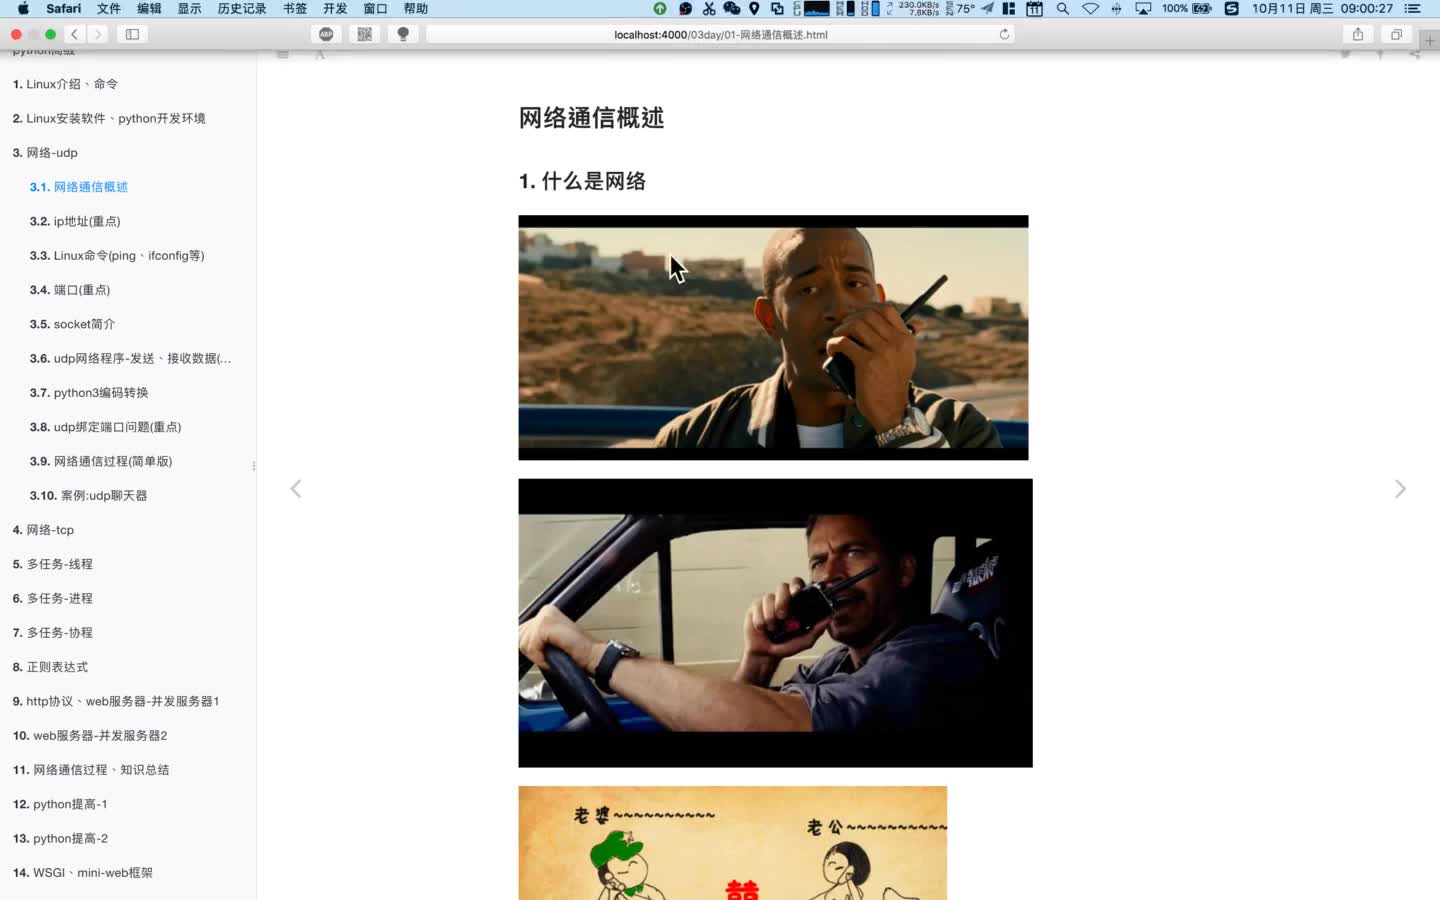 Safari 文件 编辑 显示 历史记录 书签 开发 窗口 帮助
230.0KB/s
7.8KB/s
75°
100%
10月11日 周三 09:00:27
ABP
localhost:4000/03day/01-网络通信概述.html
python高级
1. Linux介绍、命令
2. Linux安装软件、python开发环境
3. 网络-udp
3.1. 网络通信概述
3.2. ip地址(重点)
3.3. Linux命令(ping、ifconfig等)
3.4. 端口(重点)
3.5. socket简介
3.6. udp网络程序-发送、接收数据(...
3.7. python3编码转换
3.8. udp绑定端口问题(重点)
3.9. 网络通信过程(简单版)
3.10. 案例:udp聊天器
4. 网络-tcp
5. 多任务-线程
6. 多任务-进程
7. 多任务-协程
8. 正则表达式
9. http协议、web服务器-并发服务器1
10. web服务器-并发服务器2
11. 网络通信过程、知识总结
12. python提高-1
13. python提高-2
14. WSGI、mini-web框架
网络通信概述
1. 什么是网络
老婆~~~~~~~~~~
老公~~~~~~~~~~
囍